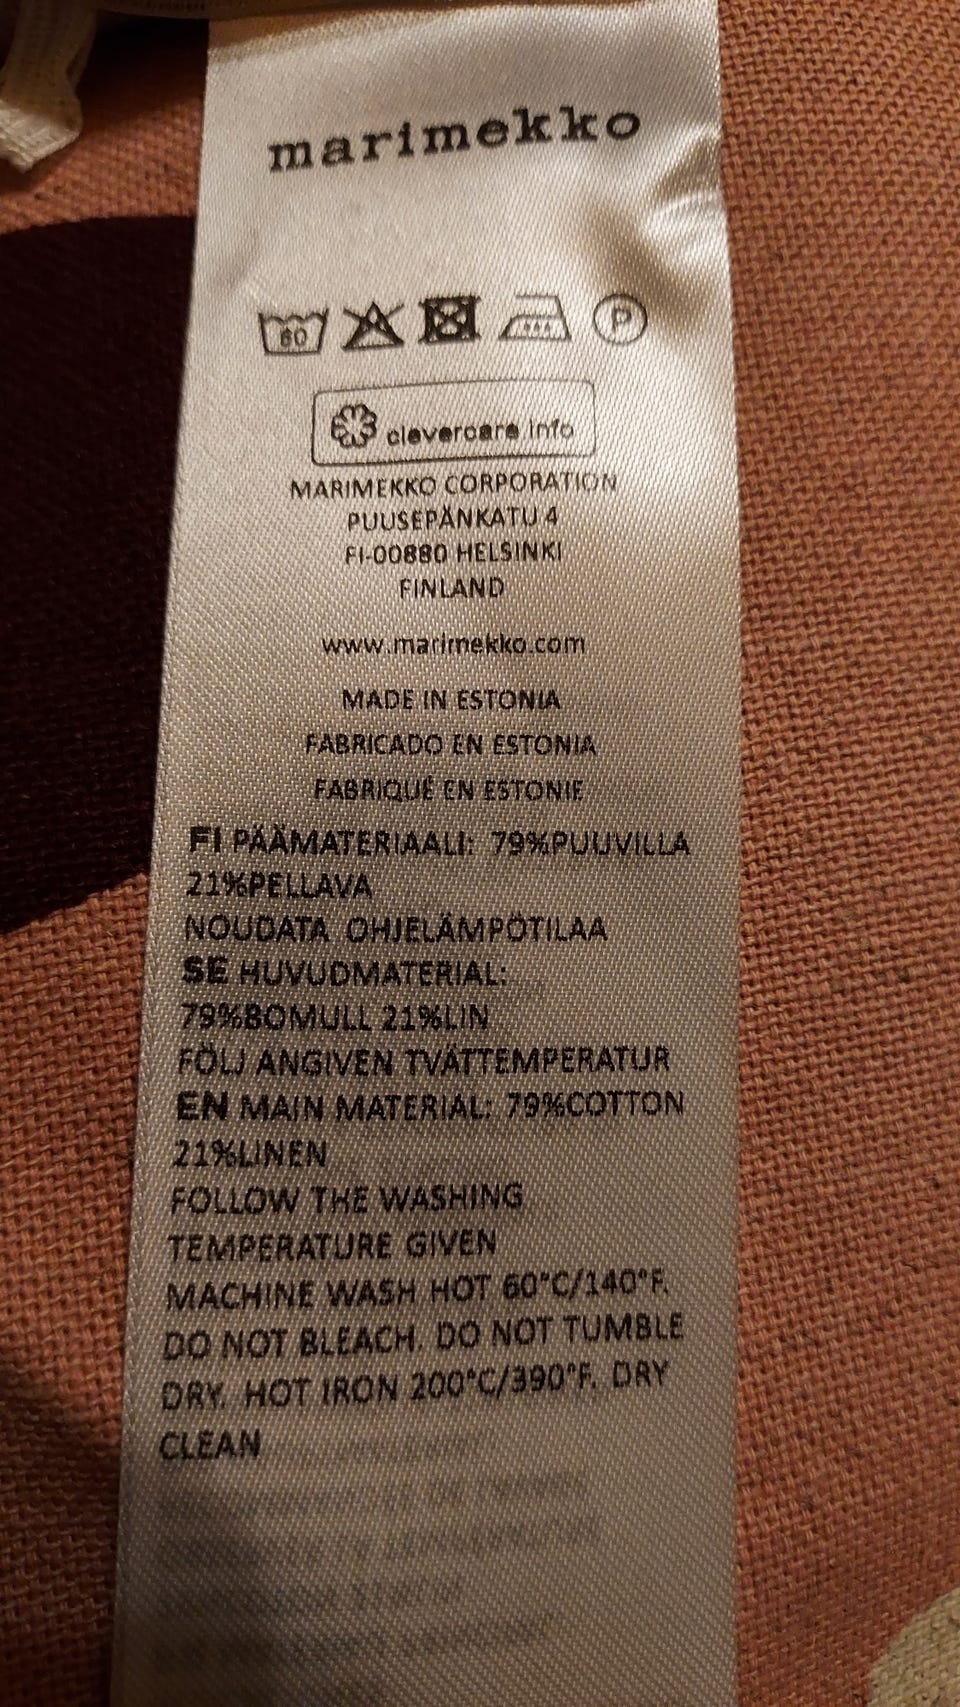 marimekko
60
P
clevercare.info
MARIMEKKO CORPORATION
PUUSEPÄNKATU 4
FI-00880 HELSINKI
FINLAND
www.marimekko.com
MADE IN ESTONIA
FABRICADO EN ESTONIA
FABRIQUÉ EN ESTONIE
FI PÄÄMATERIAALI: 79%PUUVILLA
21%PELLAVA
NOUDATA OHJELÄMPÖTILAA
SE HUVUDMATERIAL:
79%BOMULL 21%LIN
FÖLJ ANGIVEN TVÄTTEMPERATUR
EN MAIN MATERIAL: 79%COTTON
21%LINEN
FOLLOW THE WASHING
TEMPERATURE GIVEN
MACHINE WASH HOT 60°C/140°F.
DO NOT BLEACH. DO NOT TUMBLE
DRY. HOT IRON 200°C/390°F. DRY
CLEAN